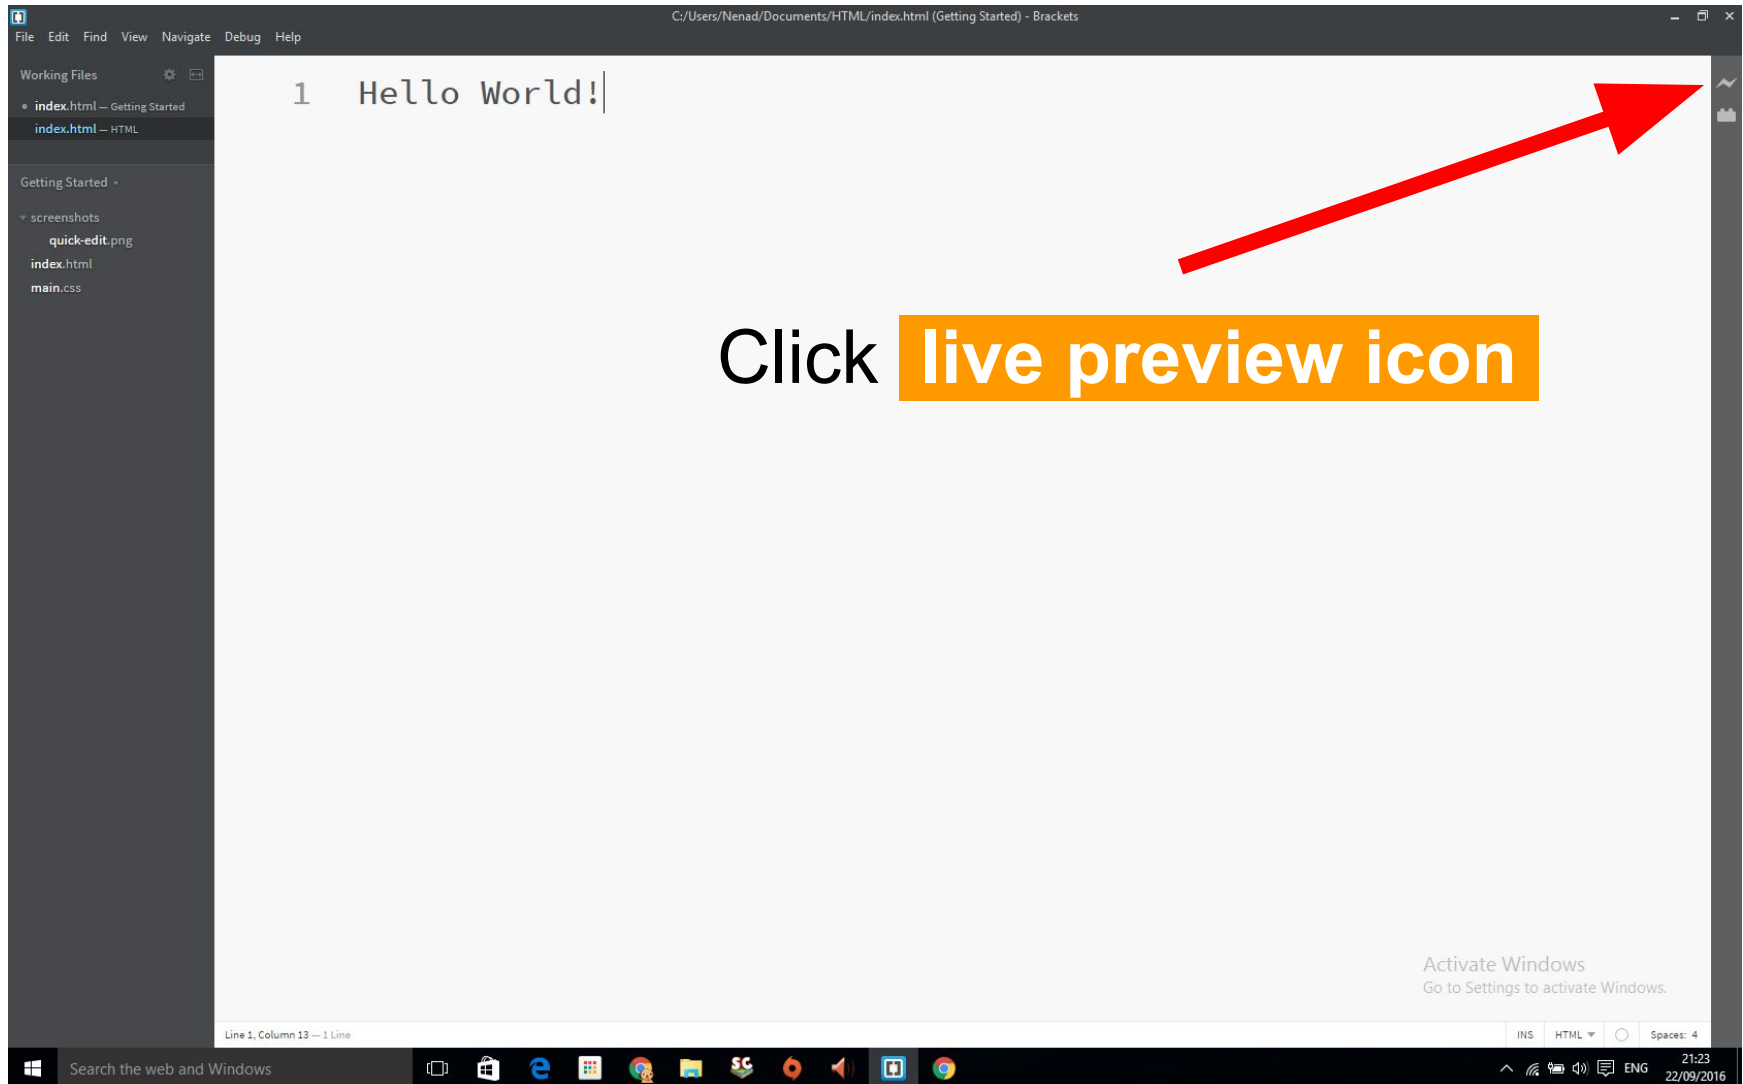 C:/Users/Nenad/Documents/HTML/index.html (Getting Started) - Brackets
File Edit Find View Navigate Debug Help
Working Files
index.html — Getting Started
index.html — HTML
Getting Started
screenshots
quick-edit.png
index.html
main.css
1 Hello World!
Click live preview icon
Activate Windows
Go to Settings to activate Windows.
Line 1, Column 13 — 1 Line
INS HTML Spaces: 4
Search the web and Windows
SC
ENG
21:23
22/09/2016